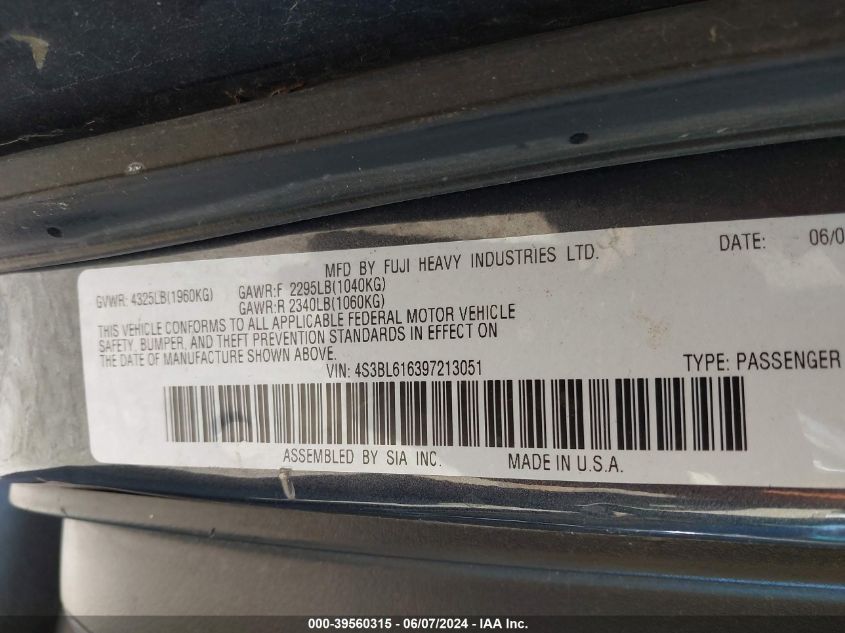 MFD BY FUJI HEAVY INDUSTRIES LTD.
DATE: 06/0
GVWR: 4325LB(1960KG)
GAWR:F 2295LB(1040KG)
GAWR:R 2340LB(1060KG)
THIS VEHICLE CONFORMS TO ALL APPLICABLE FEDERAL MOTOR VEHICLE
SAFETY, BUMPER, AND THEFT PREVENTION STANDARDS IN EFFECT ON
THE DATE OF MANUFACTURE SHOWN ABOVE.
VIN: 4S3BL616397213051
TYPE: PASSENGER
ASSEMBLED BY SIA INC.
MADE IN U.S.A.
000-39560315 - 06/07/2024 - IAA Inc.